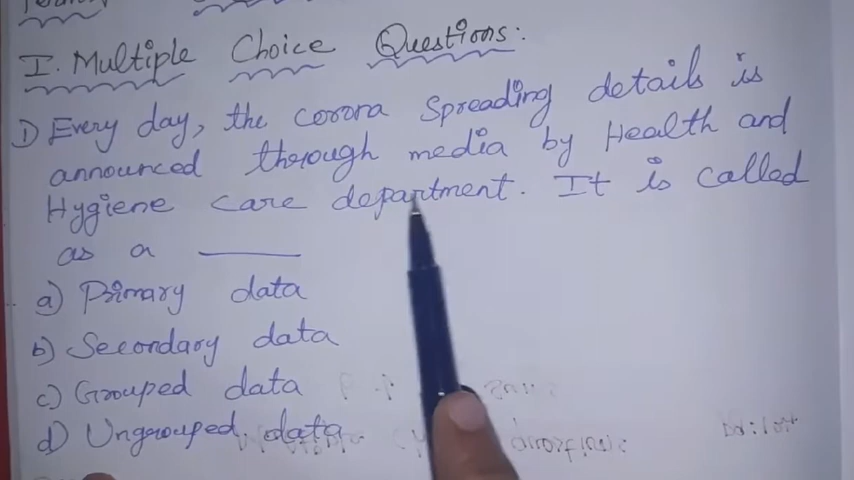 I. Multiple Choice Questions:
1) Every day, the corona Spreading details is
announced through media by Health and
Hygiene care department. It is called
as a ________
a) Primary data
b) Secondary data
c) Grouped data
d) Ungrouped data